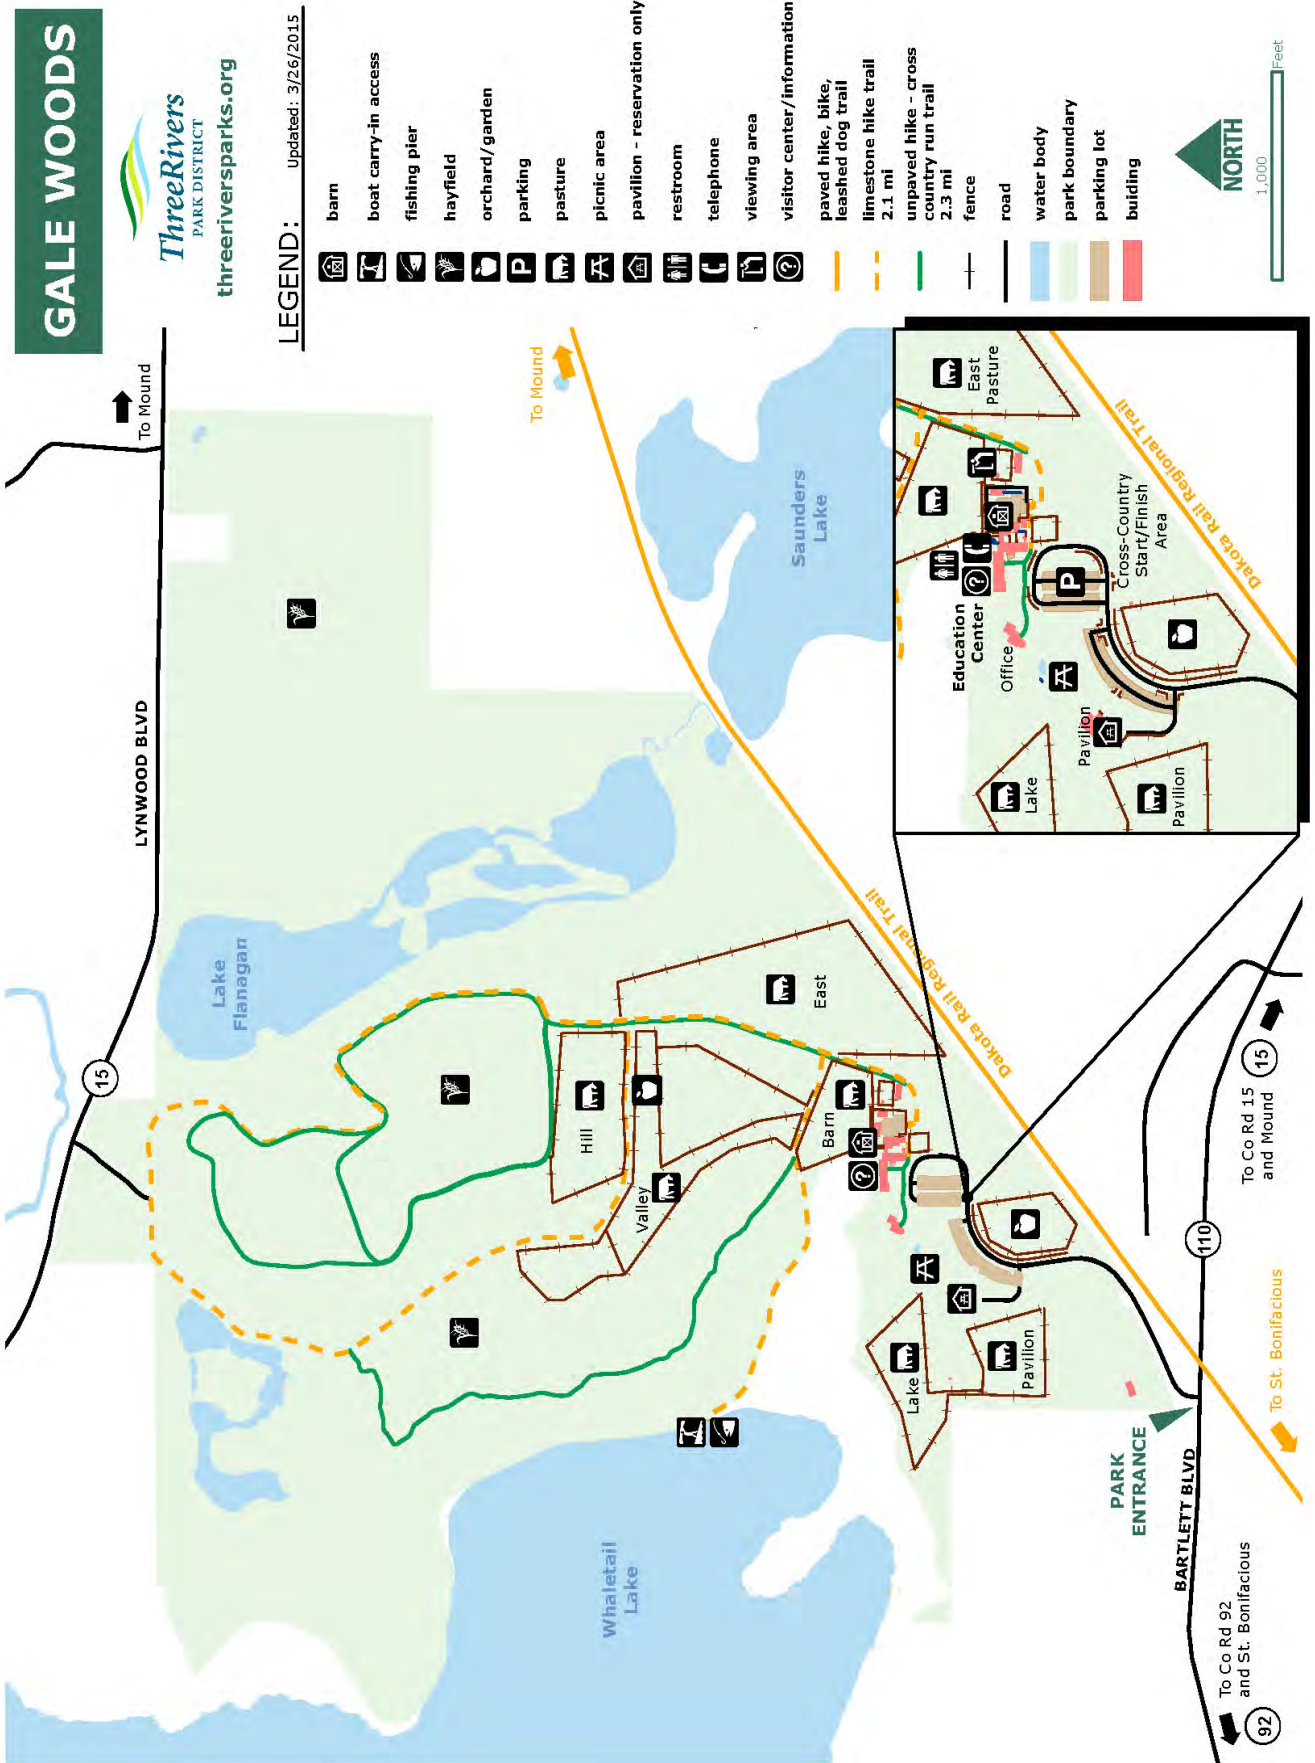 GALE WOODS
ThreeRivers
PARK DISTRICT
threeriversparks.org
LEGEND:
Updated: 3/26/2015
barn
boat carry-in access
fishing pier
hayfield
orchard/garden
parking
pasture
picnic area
pavilion - reservation only
restroom
telephone
viewing area
visitor center/information
paved hike, bike,
leashed dog trail
limestone hike trail
2.1 mi
unpaved hike - cross
country run trail
2.3 mi
fence
road
water body
park boundary
parking lot
buiding
NORTH
1,000
Feet
To Mound
LYNWOOD BLVD
15
To Mound
Saunders
Lake
Lake
Flanagan
Hill
Valley
East
Barn
Lake
Pavilion
Whaletail
Lake
Dakota Rail Regional Trail
Dakota Rail Regional Trail
PARK
ENTRANCE
BARTLETT BLVD
110
To Co Rd 15
and Mound
15
To St. Bonifacious
To Co Rd 92
and St. Bonifacious
92
East
Pasture
P
Education
Center
Office
Cross-Country
Start/Finish
Area
Pavilion
Lake
Pavilion
Dakota Rail Regional Trail